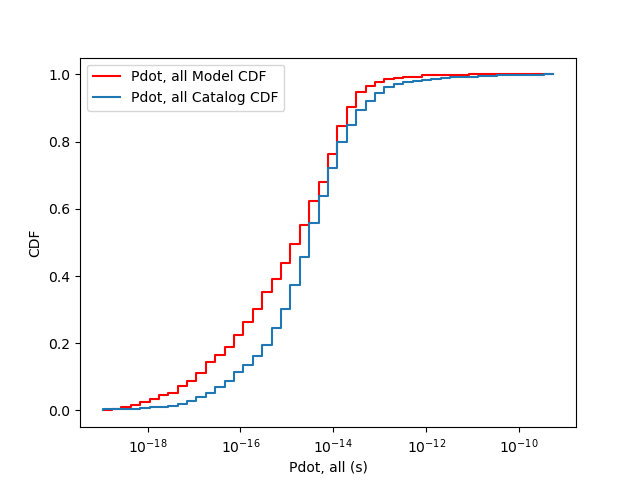 Pdot, all Model CDF
Pdot, all Catalog CDF
CDF
1.0
0.8
0.6
0.4
0.2
0.0
10⁻¹⁸ 10⁻¹⁶ 10⁻¹⁴ 10⁻¹² 10⁻¹⁰
Pdot, all (s)